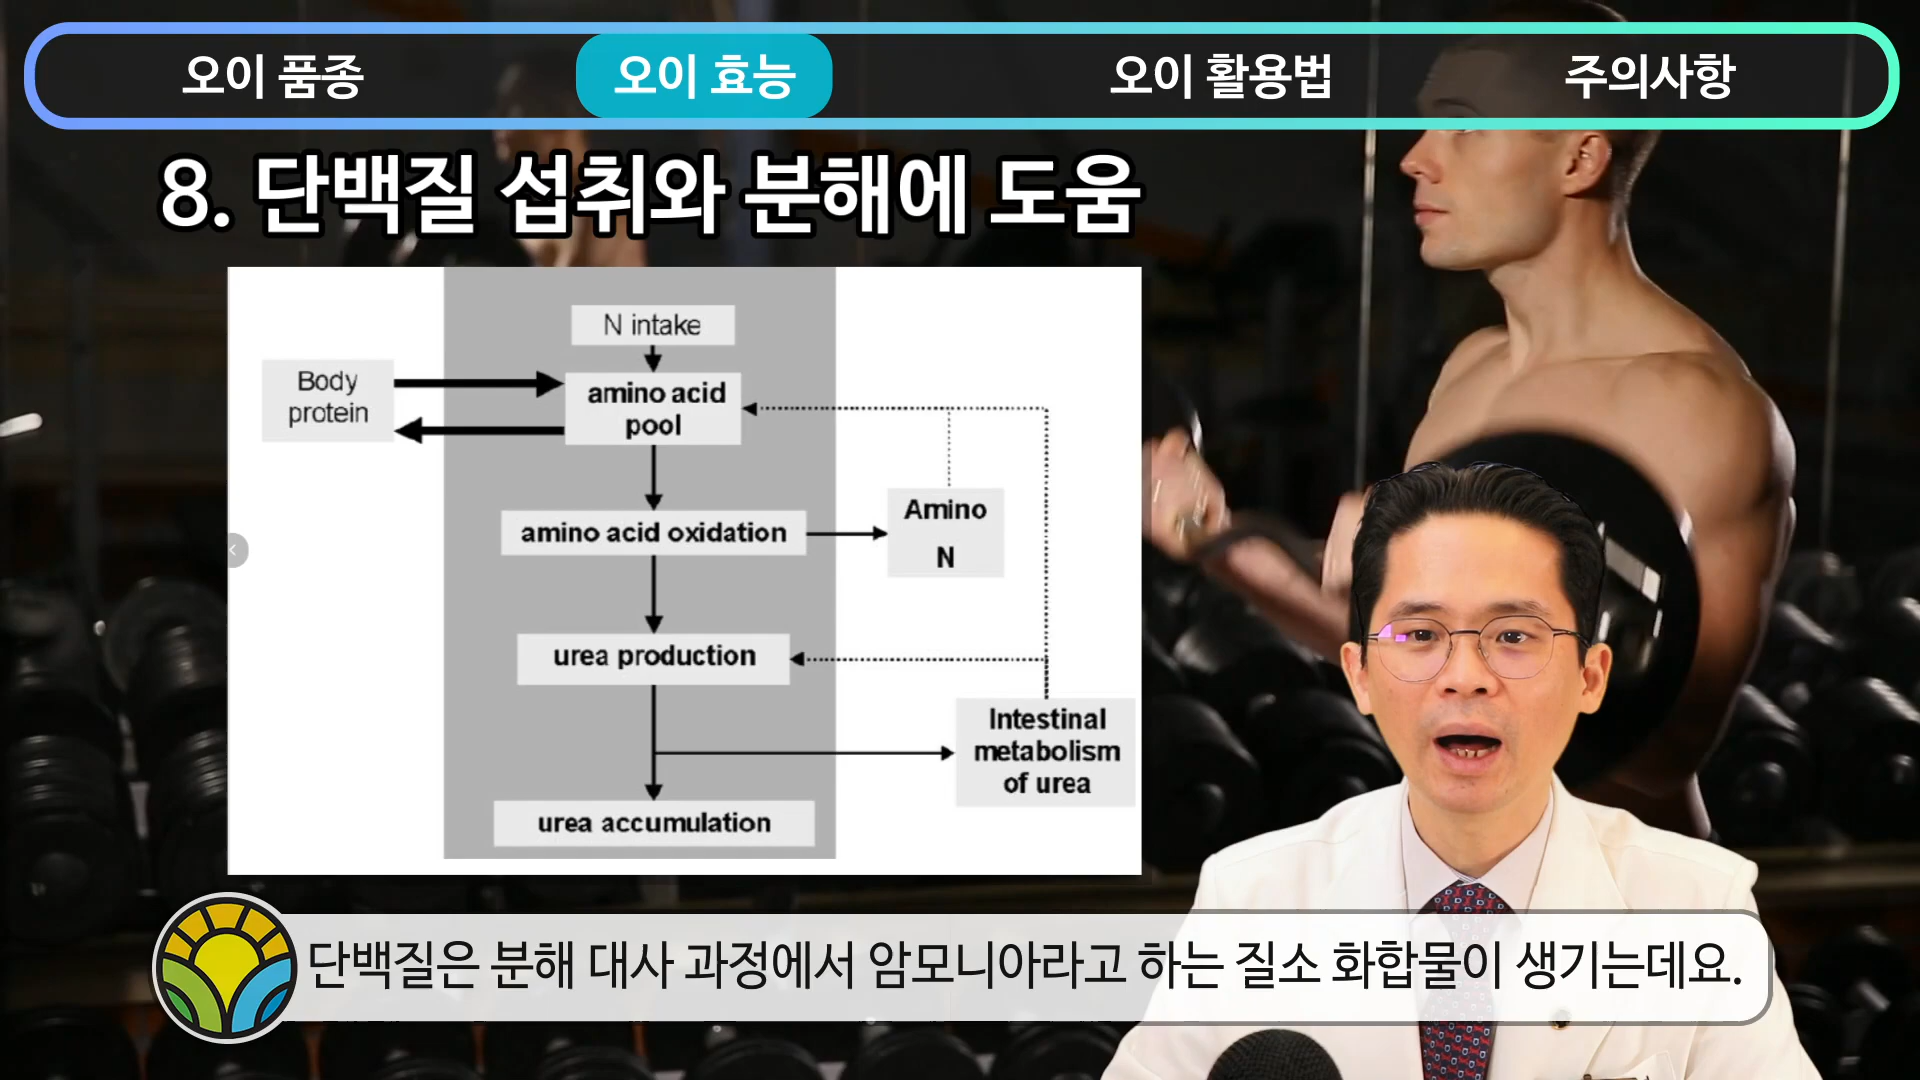 오이 품종
오이 효능
오이 활용법
주의사항
8. 단백질 섭취와 분해에 도움
N intake
Body
protein
amino acid
pool
amino acid oxidation
Amino
N
urea production
Intestinal
metabolism
of urea
urea accumulation
단백질은 분해 대사 과정에서 암모니아라고 하는 질소 화합물이 생기는데요.